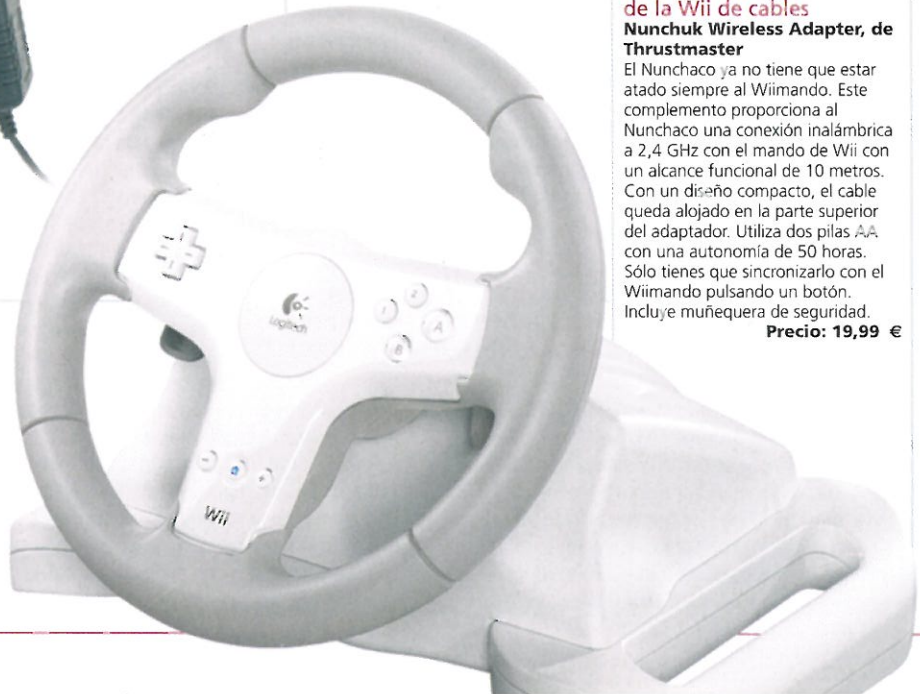 de la Wii de cables
Nunchuk Wireless Adapter, de
Thrustmaster
El Nunchaco ya no tiene que estar
atado siempre al Wiimando. Este
complemento proporciona al
Nunchaco una conexión inalámbrica
a 2,4 GHz con el mando de Wii con
un alcance funcional de 10 metros.
Con un diseño compacto, el cable
queda alojado en la parte superior
del adaptador. Utiliza dos pilas AA
con una autonomía de 50 horas.
Sólo tienes que sincronizarlo con el
Wiimando pulsando un botón.
Incluye muñequera de seguridad.
Precio: 19,99 €
Logitech
2
1
A
B
- +
Wii